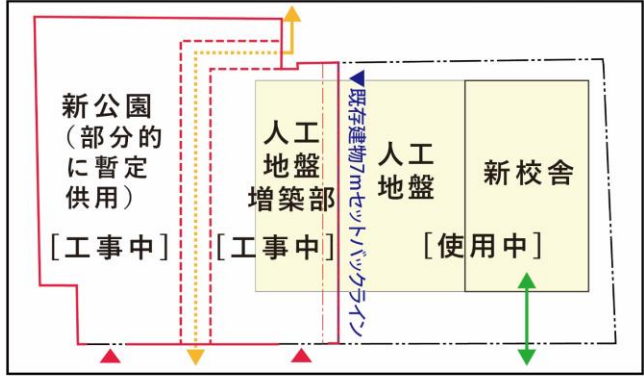 新公園
（部分的
に暫定
供用）
［工事中］
人工
地盤
増築部
［工事中］
▼既存建物7mセットバックライン
人工
地盤
新校舎
［使用中］